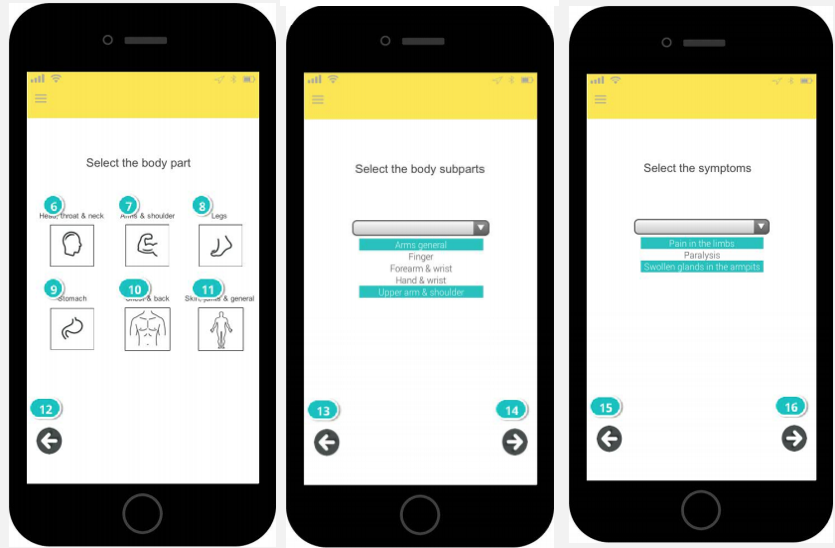 Select the body part
6
7
8
Head, throat & neck
Arms & shoulder
Legs
9
10
11
Stomach
Chest & back
Skin, joints & general
12
Select the body subparts
Arms general
Finger
Forearm & wrist
Hand & wrist
Upper arm & shoulder
13
14
Select the symptoms
Pain in the limbs
Paralysis
Swollen glands in the armpits
15
16